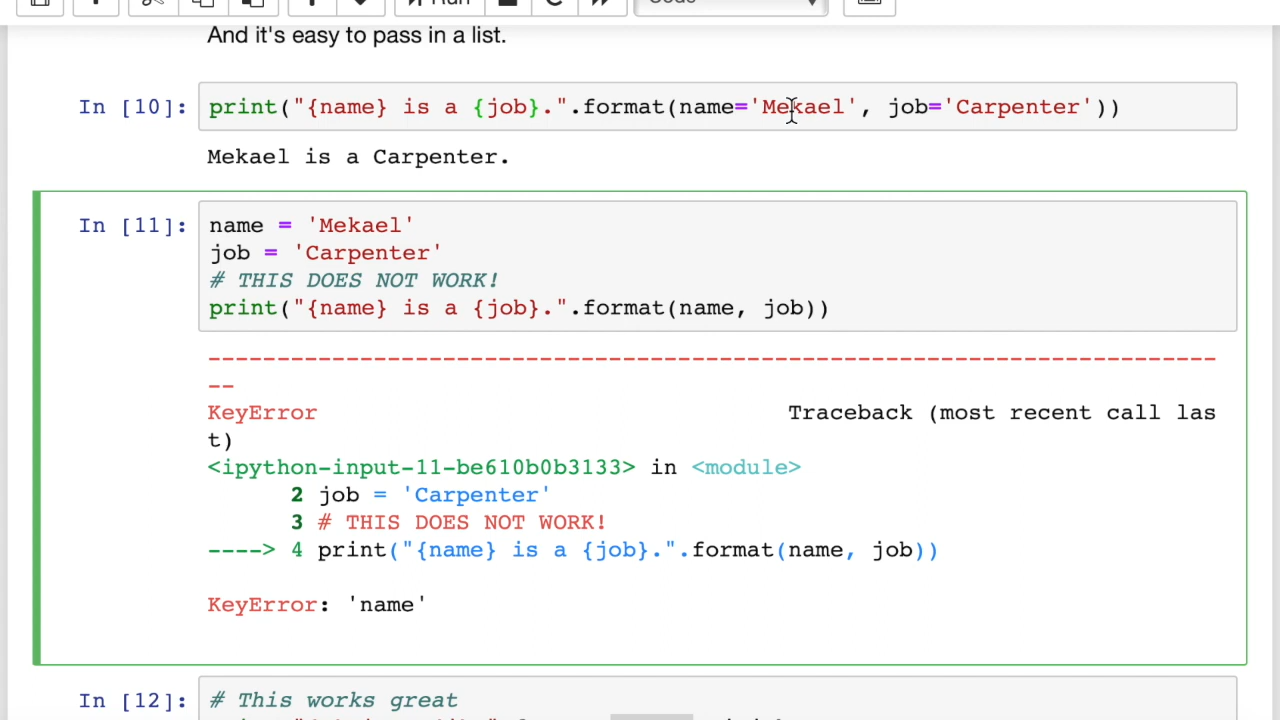 Run
Code
And it's easy to pass in a list.
In [10]: print("{name} is a {job}.".format(name='Mekael', job='Carpenter'))
Mekael is a Carpenter.
In [11]: name = 'Mekael'
job = 'Carpenter'
# THIS DOES NOT WORK!
print("{name} is a {job}.".format(name, job))
---------------------------------------------------------------------------
--
KeyError Traceback (most recent call las
t)
<ipython-input-11-be610b0b3133> in <module>
2 job = 'Carpenter'
3 # THIS DOES NOT WORK!
----> 4 print("{name} is a {job}.".format(name, job))
KeyError: 'name'
In [12]: # This works great